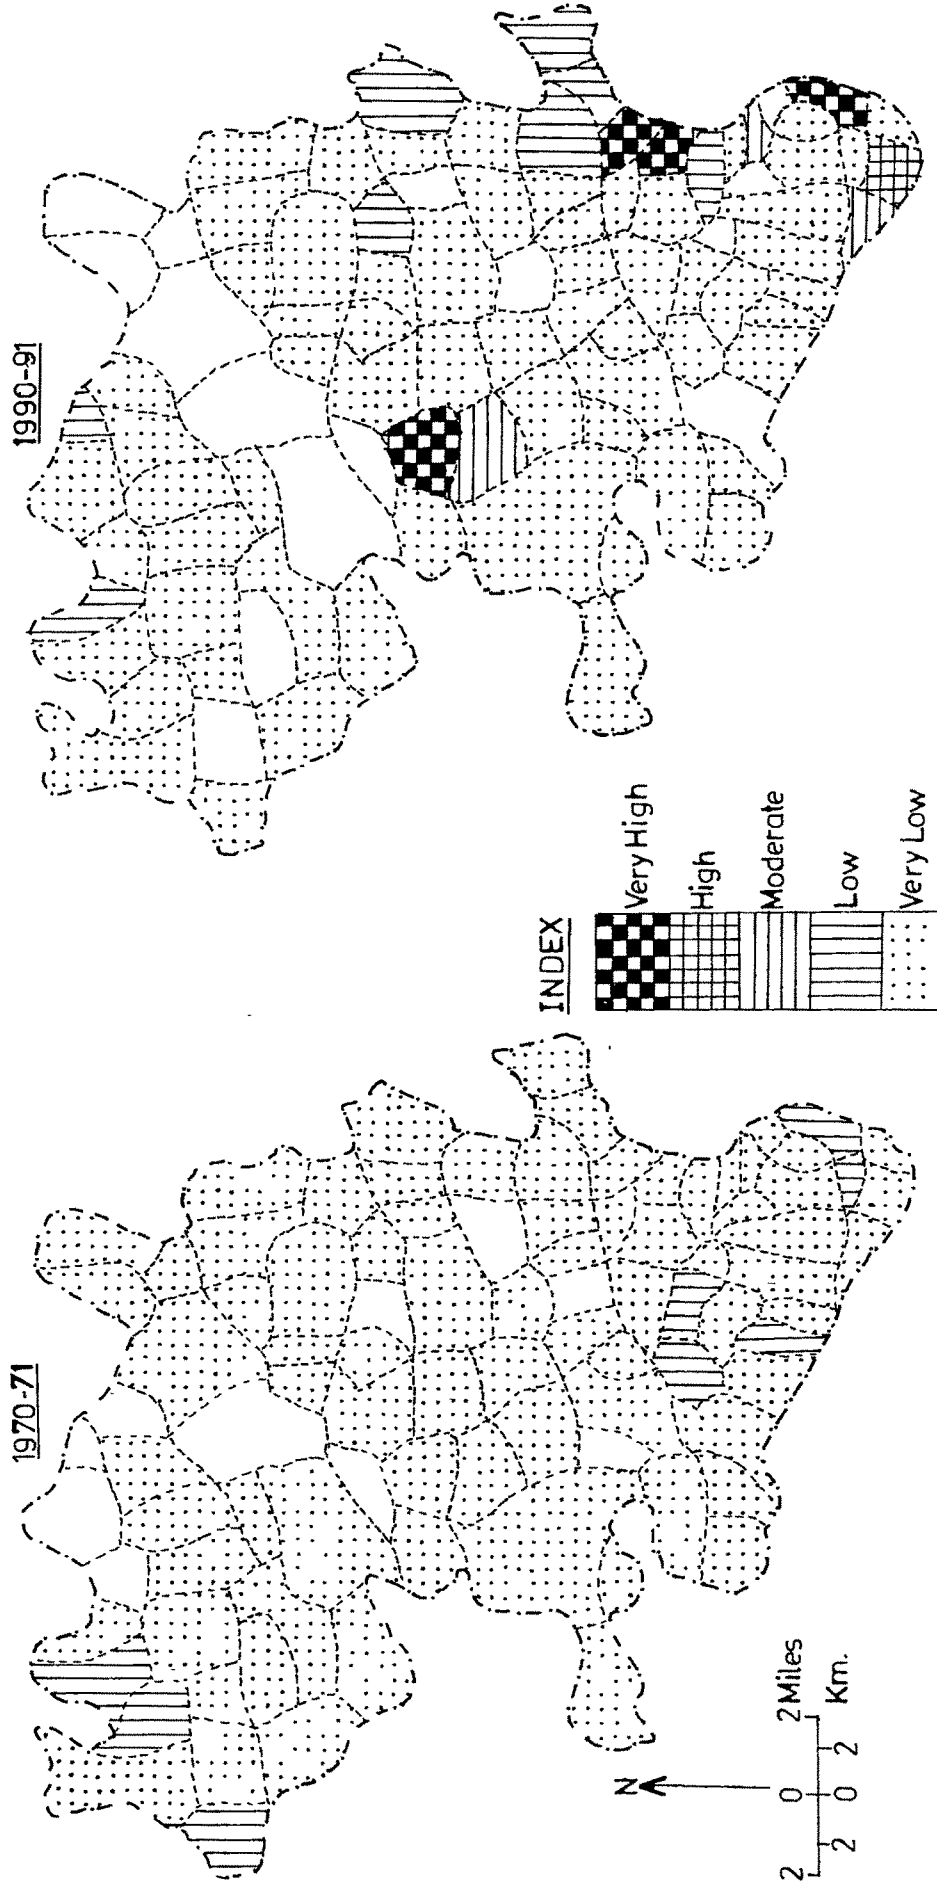 1970-71
1990-91
INDEX
Very High
High
Moderate
Low
Very Low
N
2 0 2 Miles
2 0 2 Km.